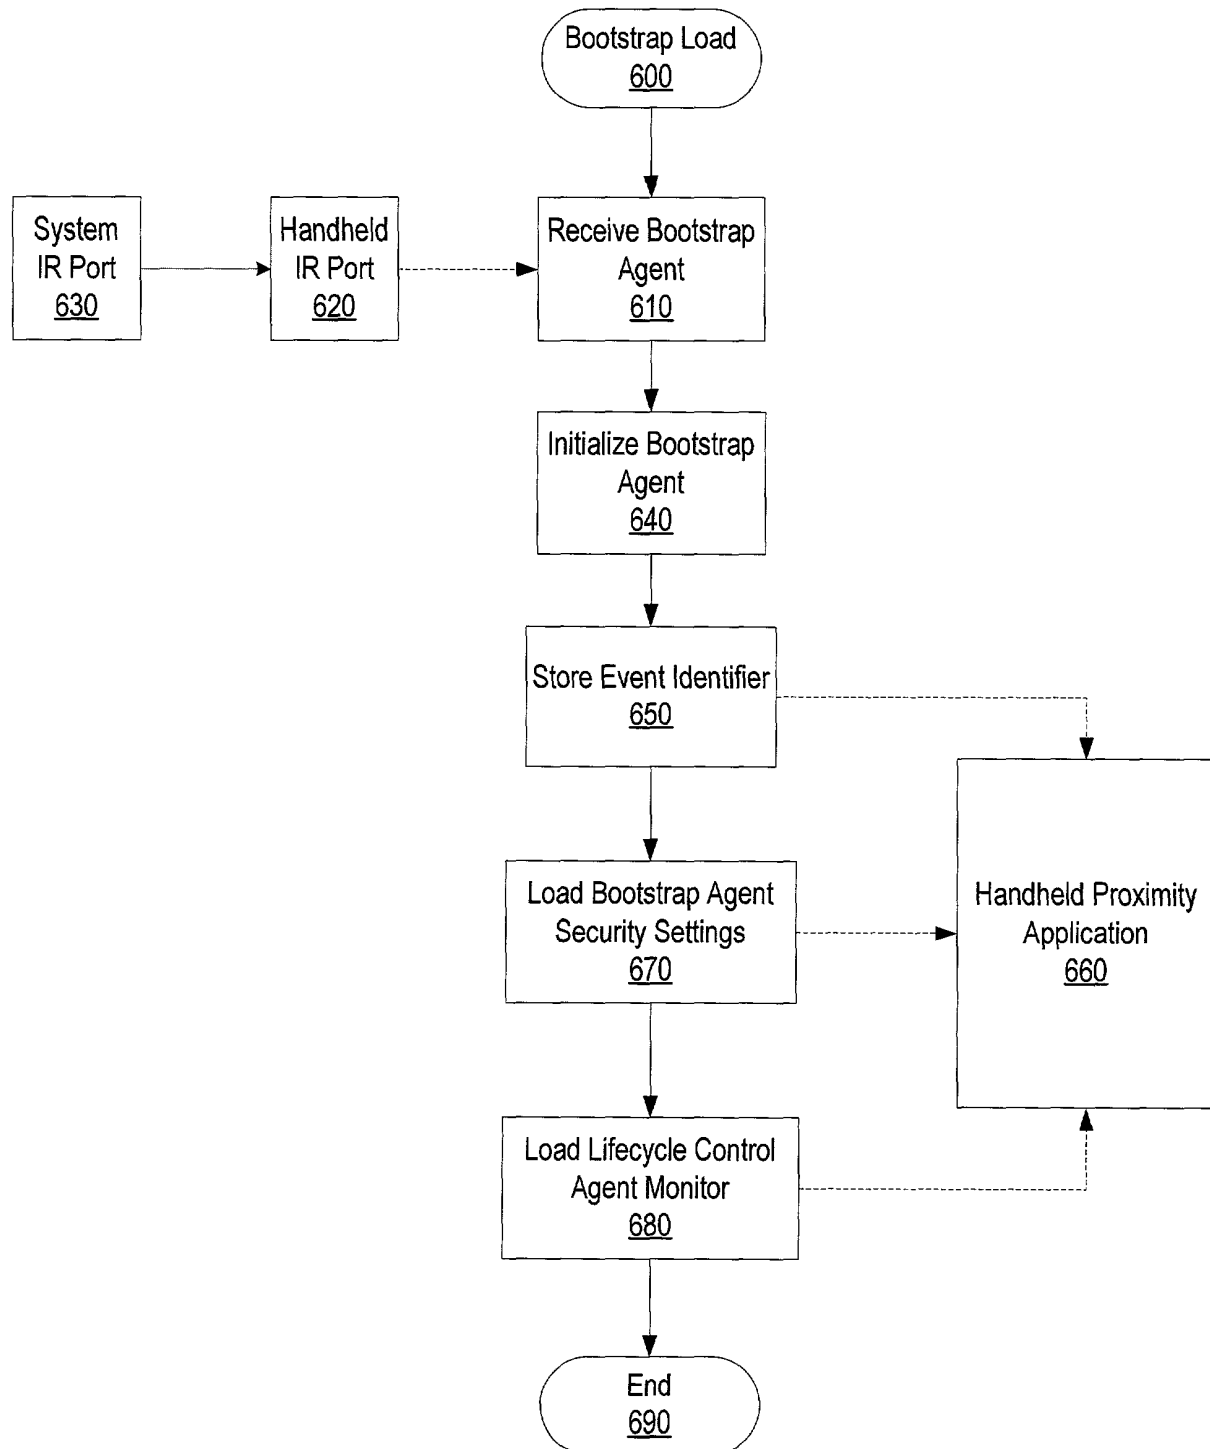 Bootstrap Load
600
System
IR Port
630
Handheld
IR Port
620
Receive Bootstrap
Agent
610
Initialize Bootstrap
Agent
640
Store Event Identifier
650
Load Bootstrap Agent
Security Settings
670
Handheld Proximity
Application
660
Load Lifecycle Control
Agent Monitor
680
End
690